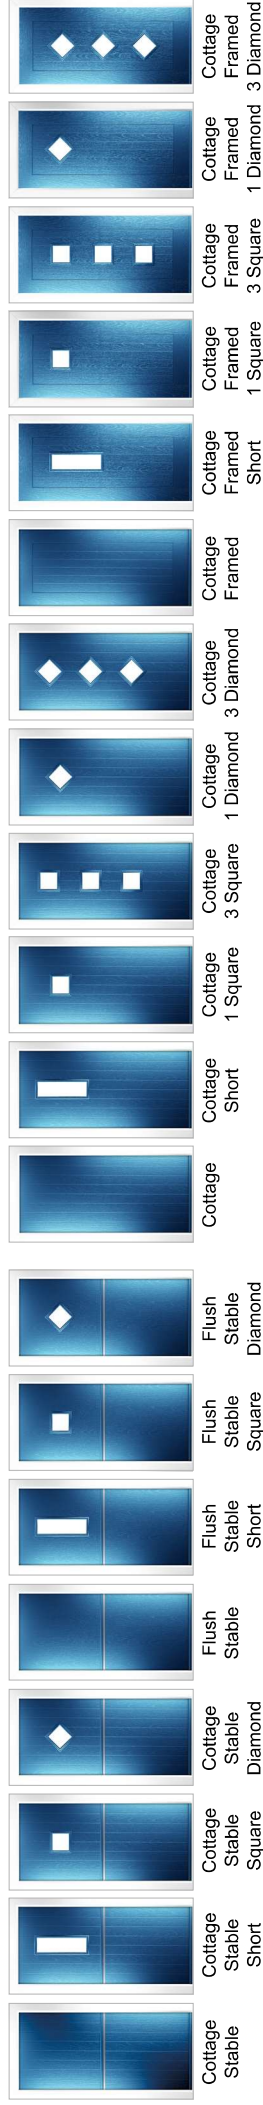 Cottage
Stable
Cottage
Stable
Short
Cottage
Stable
Square
Cottage
Stable
Diamond
Flush
Stable
Flush
Stable
Short
Flush
Stable
Square
Flush
Stable
Diamond
Cottage
Cottage
Short
Cottage
1 Square
Cottage
3 Square
Cottage
1 Diamond
Cottage
3 Diamond
Cottage
Framed
Cottage
Framed
Short
Cottage
Framed
1 Square
Cottage
Framed
3 Square
Cottage
Framed
1 Diamond
Cottage
Framed
3 Diamond